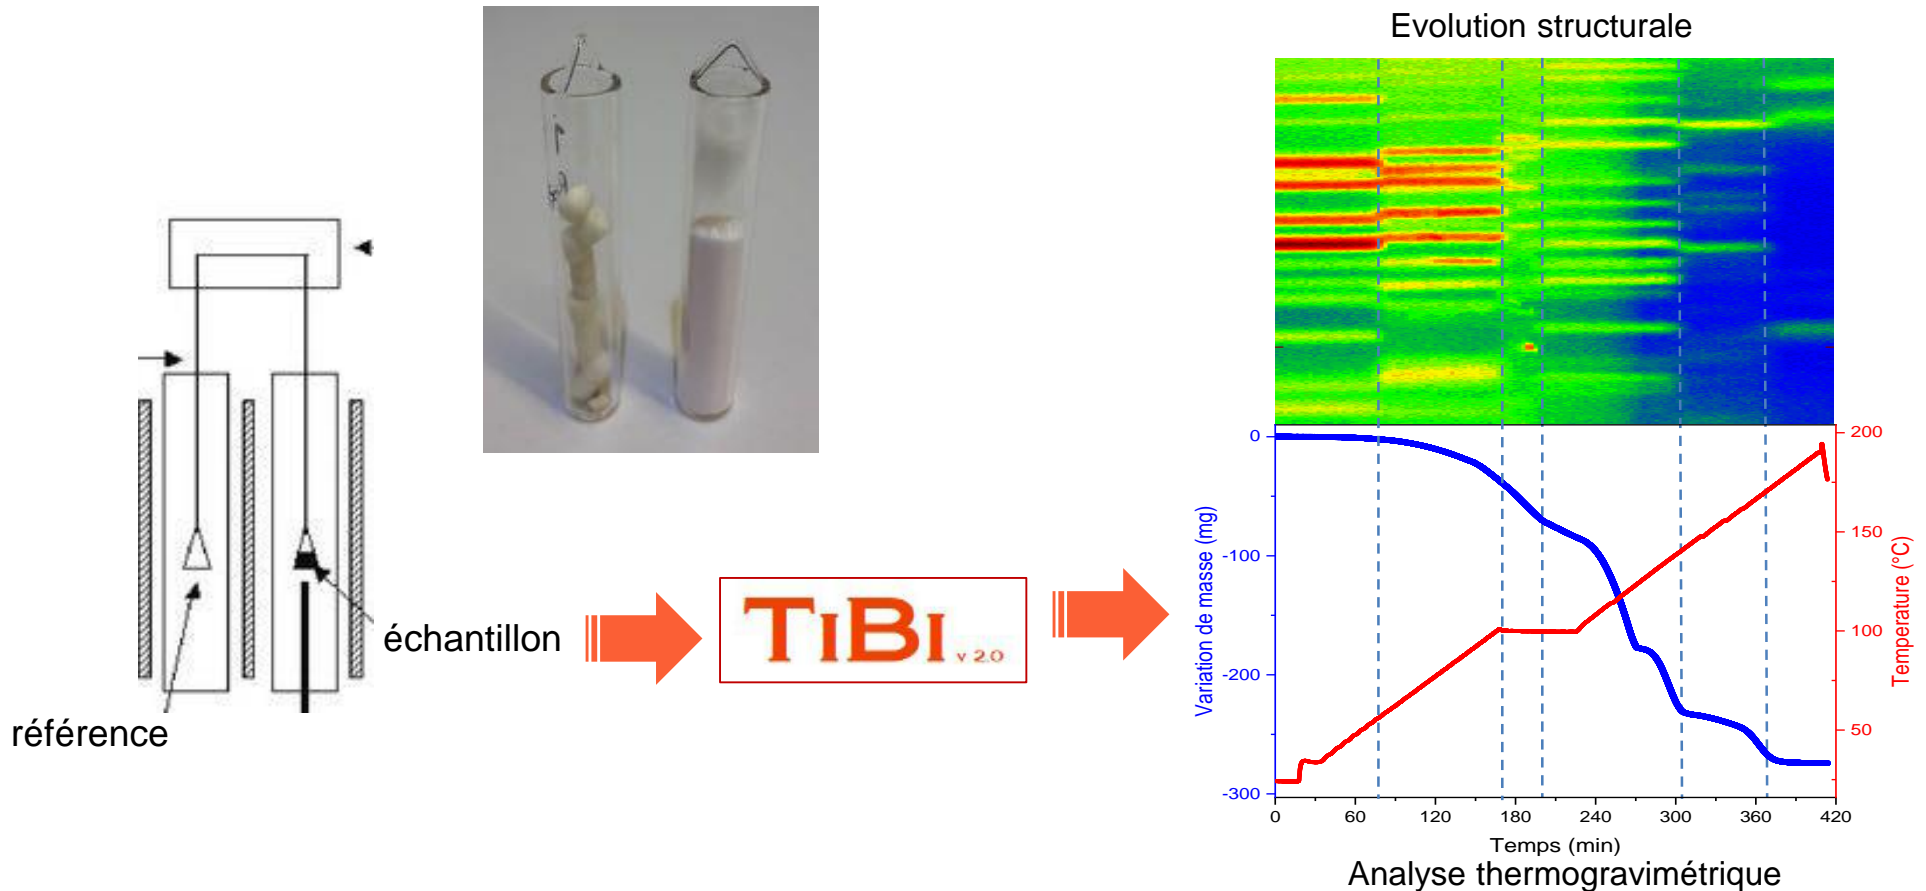 Evolution structurale
échantillon
référence
TiBi v 2.0
Variation de masse (mg)
0
-100
-200
-300
200
150
100
50
Temperature (°C)
0 60 120 180 240 300 360 420
Temps (min)
Analyse thermogravimétrique